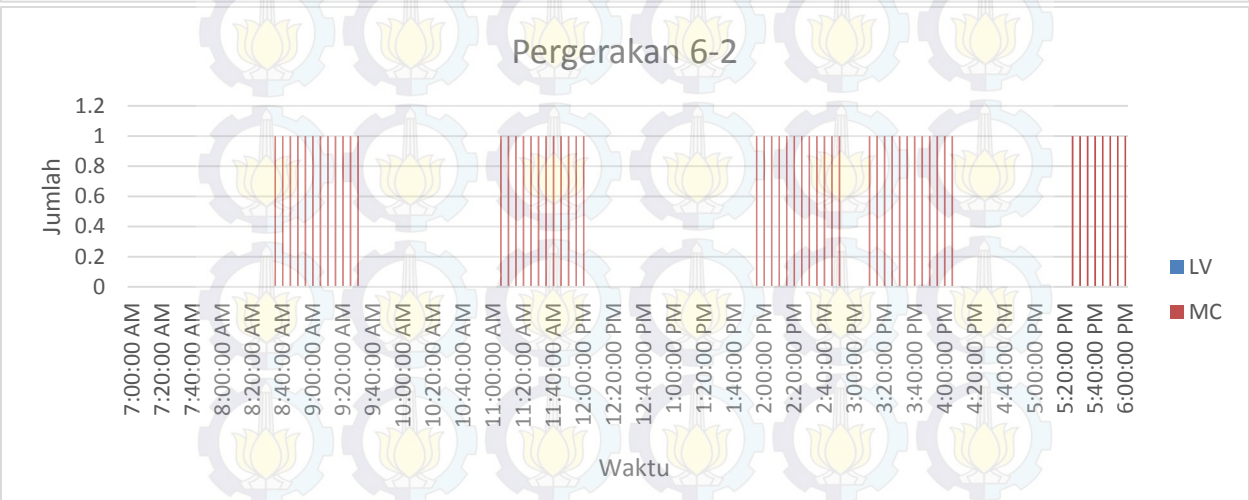 Pergerakan 6-2
1.2
1
0.8
0.6
0.4
0.2
0
Jumlah
7:00:00 AM
7:20:00 AM
7:40:00 AM
8:00:00 AM
8:20:00 AM
8:40:00 AM
9:00:00 AM
9:20:00 AM
9:40:00 AM
10:00:00 AM
10:20:00 AM
10:40:00 AM
11:00:00 AM
11:20:00 AM
11:40:00 AM
12:00:00 PM
12:20:00 PM
12:40:00 PM
1:00:00 PM
1:20:00 PM
1:40:00 PM
2:00:00 PM
2:20:00 PM
2:40:00 PM
3:00:00 PM
3:20:00 PM
3:40:00 PM
4:00:00 PM
4:20:00 PM
4:40:00 PM
5:00:00 PM
5:20:00 PM
5:40:00 PM
6:00:00 PM
Waktu
LV
MC